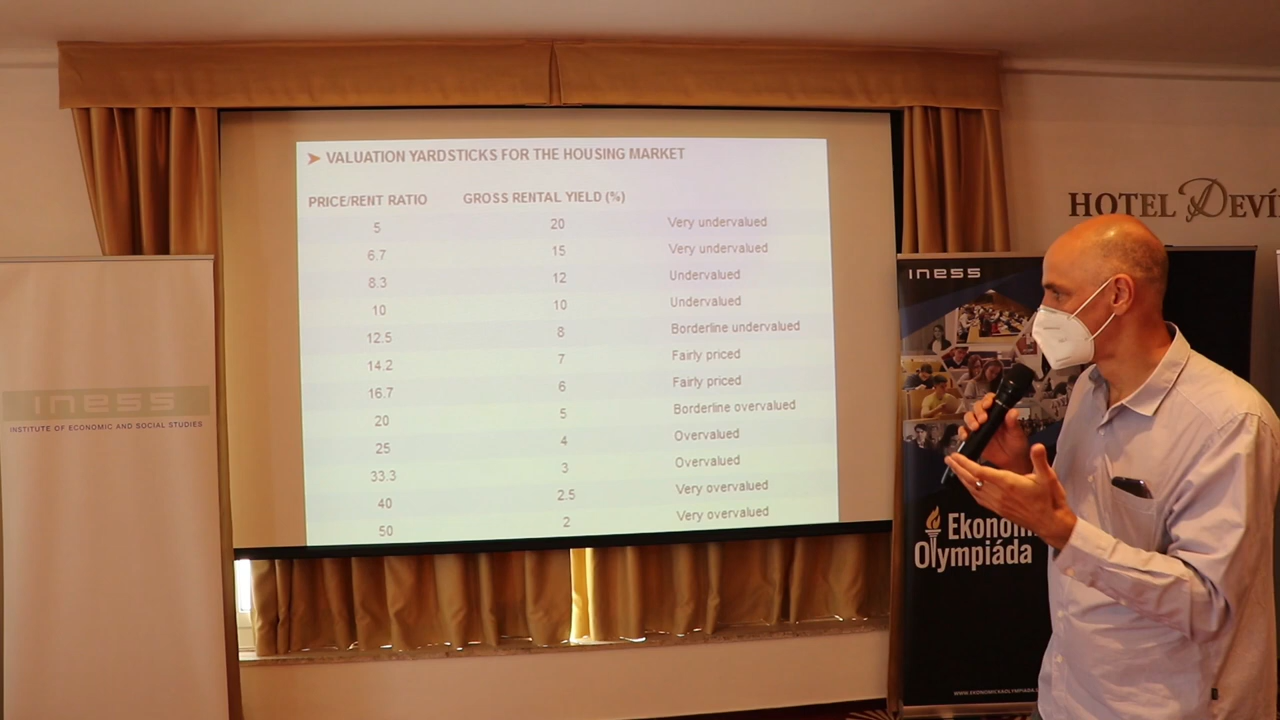 ➤ VALUATION YARDSTICKS FOR THE HOUSING MARKET
PRICE/RENT RATIO GROSS RENTAL YIELD (%)
5 20 Very undervalued
6.7 15 Very undervalued
8.3 12 Undervalued
10 10 Undervalued
12.5 8 Borderline undervalued
14.2 7 Fairly priced
16.7 6 Fairly priced
20 5 Borderline overvalued
25 4 Overvalued
33.3 3 Overvalued
40 2.5 Very overvalued
50 2 Very overvalued
iness
INSTITUTE OF ECONOMIC AND SOCIAL STUDIES
HOTEL DEVÍ
iness
Ekonomi
Olympiáda